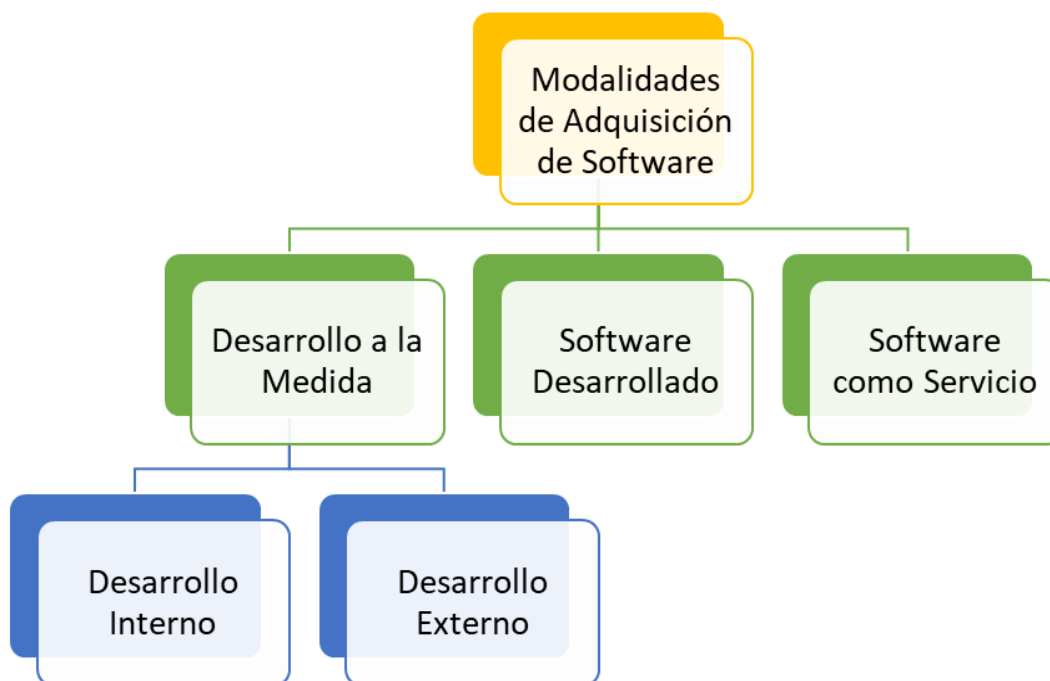 Modalidades
de Adquisición
de Software
Desarrollo a la
Medida
Software
Desarrollado
Software
como Servicio
Desarrollo
Interno
Desarrollo
Externo